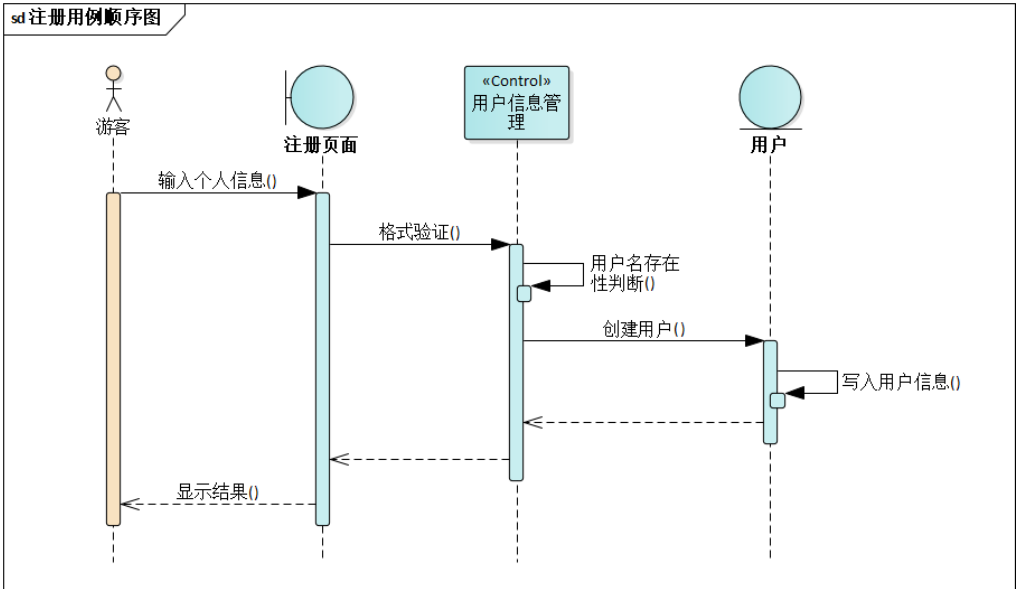 sd 注册用例顺序图
«Control»
用户信息管
理
游客
注册页面
用户
输入个人信息()
格式验证()
用户名存在
性判断()
创建用户()
写入用户信息()
显示结果()